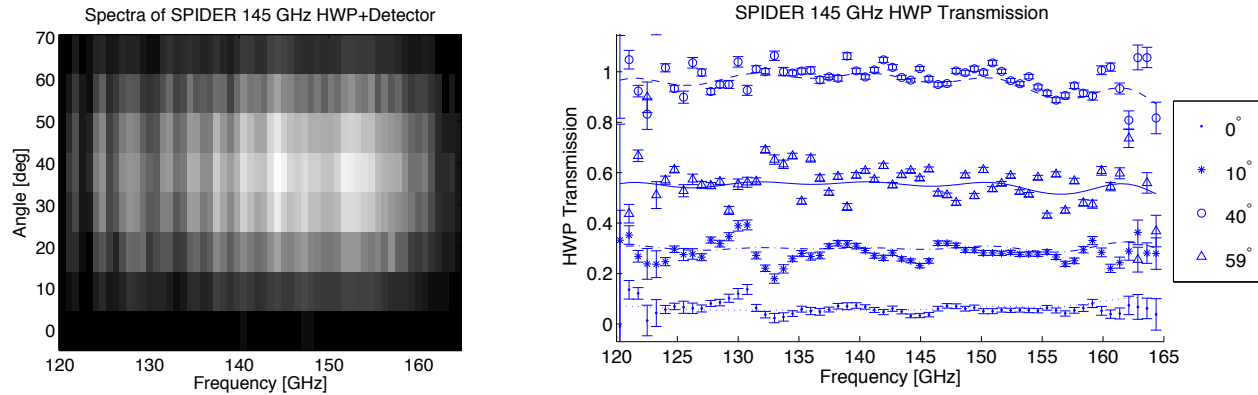 Spectra of SPIDER 145 GHz HWP+Detector
Angle [deg]
70
60
50
40
30
20
10
0
120 130 140 150 160
Frequency [GHz]
SPIDER 145 GHz HWP Transmission
HWP Transmission
1
0.8
0.6
0.4
0.2
0
120 125 130 135 140 145 150 155 160 165
Frequency [GHz]
0°
10°
40°
59°